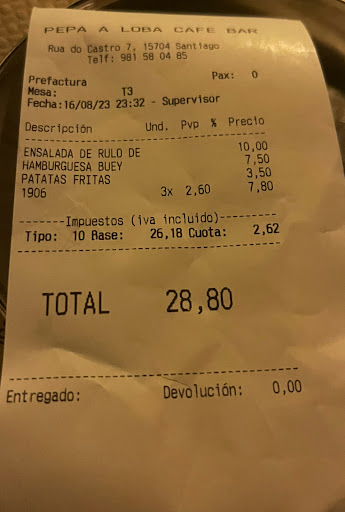 PEPA A LOBA CAFE BAR
Rua do Castro 7, 15704 Santiago
Telf: 981 58 04 85
Prefactura Pax: 0
Mesa: T3
Fecha:16/08/23 23:32 - Supervisor
Descripción Und. Pvp % Precio
ENSALADA DE RULO DE 10,00
HAMBURGUESA BUEY 7,50
PATATAS FRITAS 3,50
1906 3x 2,60 7,80
-------Impuestos (iva incluido)-------
Tipo: 10 Base: 26,18 Cuota: 2,62
TOTAL 28,80
Entregado: Devolución: 0,00